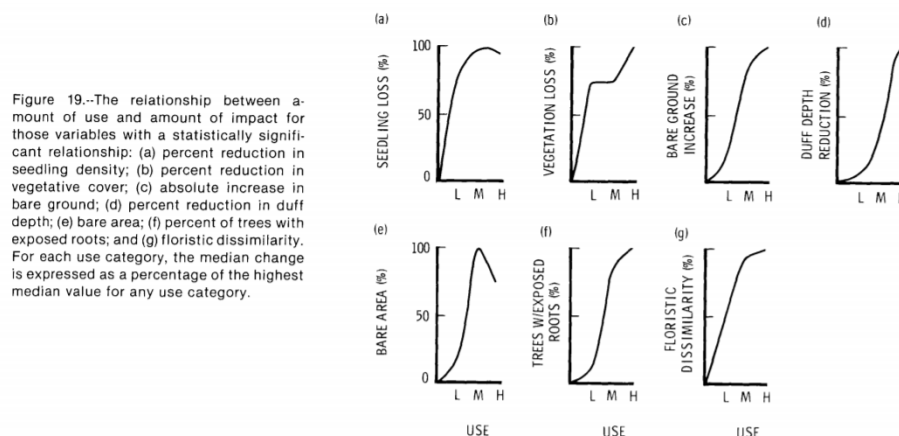 Figure 19.--The relationship between a-
mount of use and amount of impact for
those variables with a statistically signifi-
cant relationship: (a) percent reduction in
seedling density; (b) percent reduction in
vegetative cover; (c) absolute increase in
bare ground; (d) percent reduction in duff
depth; (e) bare area; (f) percent of trees with
exposed roots; and (g) floristic dissimilarity.
For each use category, the median change
is expressed as a percentage of the highest
median value for any use category.
(a)
SEEDLING LOSS (%)
100
50
0
L M H
(b)
VEGETATION LOSS (%)
L M H
(c)
BARE GROUND
INCREASE (%)
L M H
(d)
DUFF DEPTH
REDUCTION (%)
L M H
(e)
BARE AREA (%)
100
50
0
L M H
USE
(f)
TREES W/EXPOSED
ROOTS (%)
L M H
USE
(g)
FLORISTIC
DISSIMILARITY (%)
L M H
USE